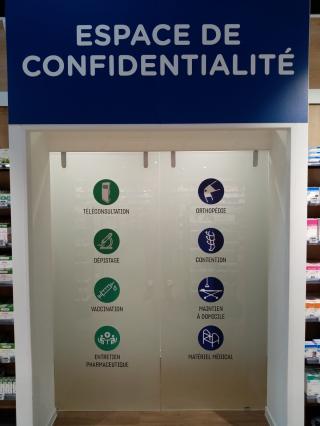 ESPACE DE
CONFIDENTIALITÉ
TÉLÉCONSULTATION
DÉPISTAGE
VACCINATION
ENTRETIEN
PHARMACEUTIQUE
ORTHOPÉDIE
CONTENTION
MAINTIEN
À DOMICILE
MATÉRIEL MÉDICAL